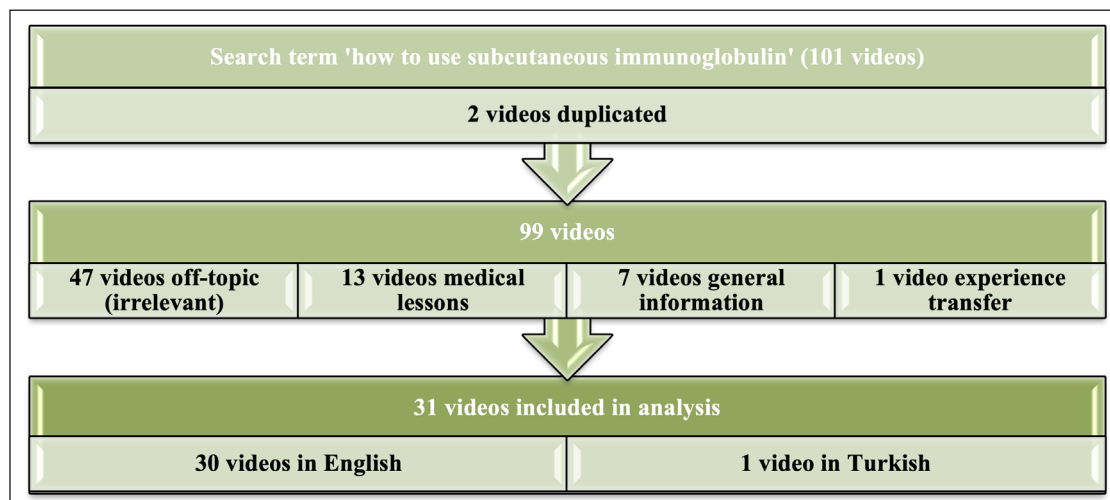 Search term 'how to use subcutaneous immunoglobulin' (101 videos)
2 videos duplicated
99 videos
47 videos off-topic
(irrelevant)
13 videos medical
lessons
7 videos general
information
1 video experience
transfer
31 videos included in analysis
30 videos in English
1 video in Turkish